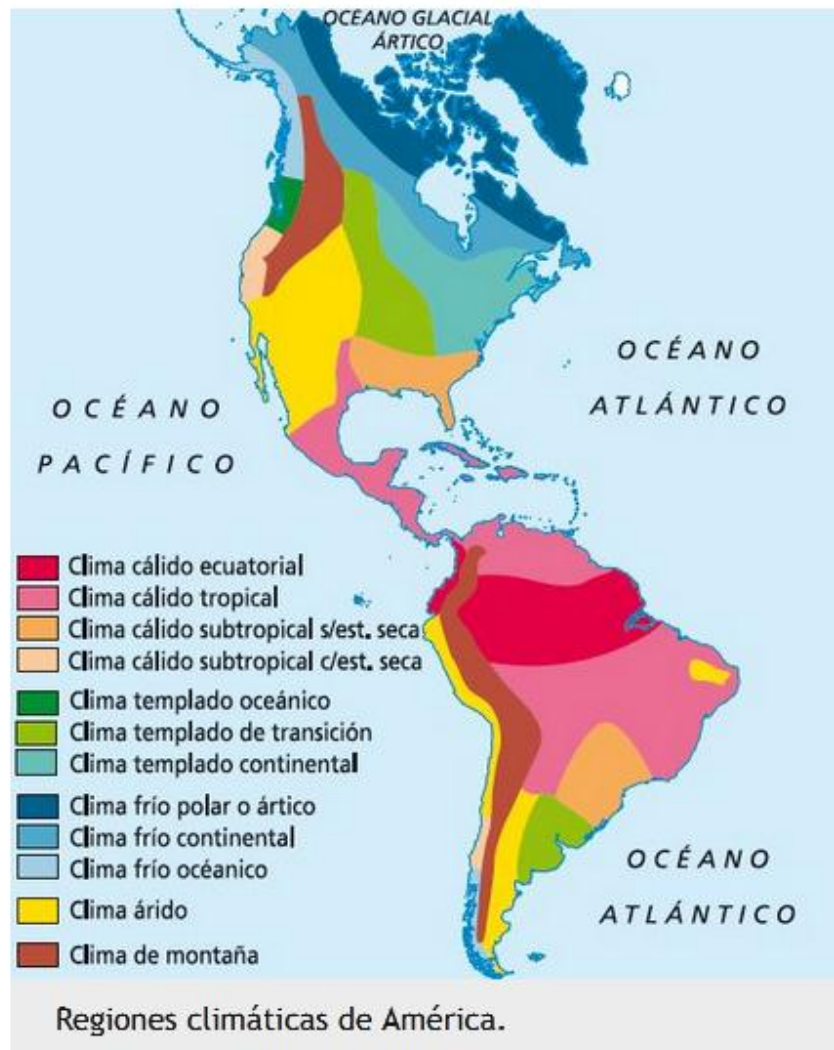 OCÉANO GLACIAL
ÁRTICO
OCÉANO
ATLÁNTICO
OCÉANO
PACÍFICO
Clima cálido ecuatorial
Clima cálido tropical
Clima cálido subtropical s/est. seca
Clima cálido subtropical c/est. seca
Clima templado oceánico
Clima templado de transición
Clima templado continental
Clima frío polar o ártico
Clima frío continental
Clima frío océanico
Clima árido
Clima de montaña
OCÉANO
ATLÁNTICO
Regiones climáticas de América.